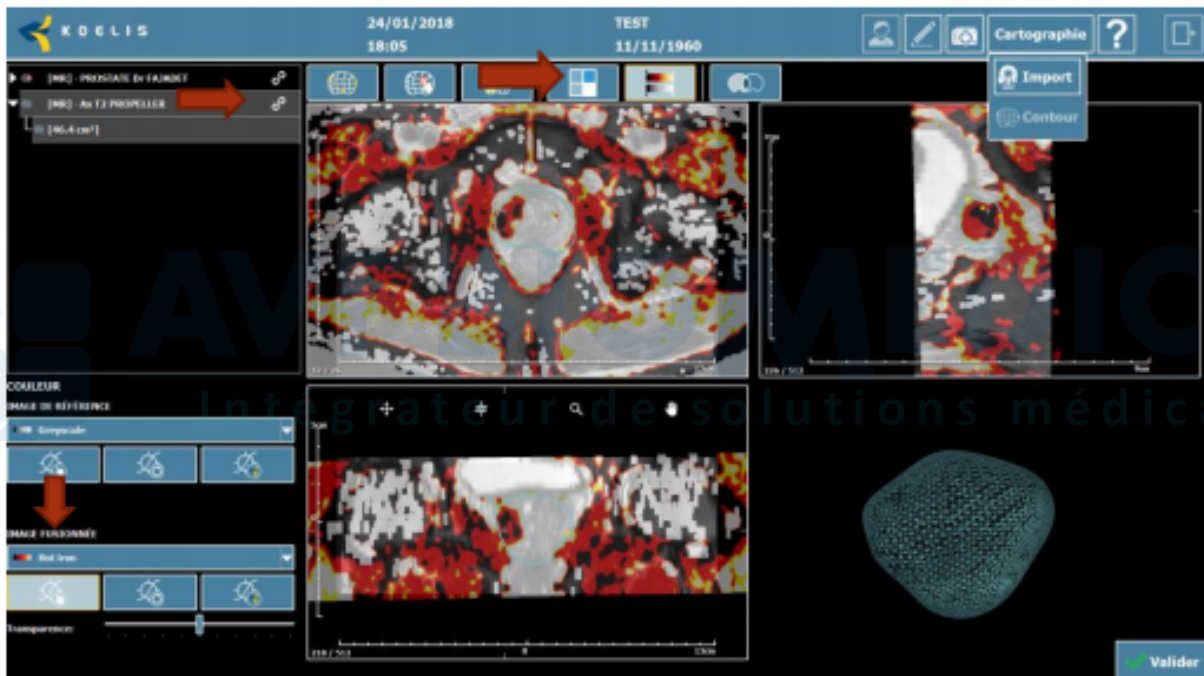 KOELIS
24/01/2018
18:05
TEST
11/11/1960
Cartographie
?
Import
Contour
[MR] - PROSTATE Dr FAJADET
[MR] - Ax T2 PROPELLER
[46.4 cm³]
COULEUR
IMAGE DE RÉFÉRENCE
Greyscale
IMAGE FUSIONNÉE
Hot Iron
Transparence:
Intégrateur de solutions médic
0
Valider